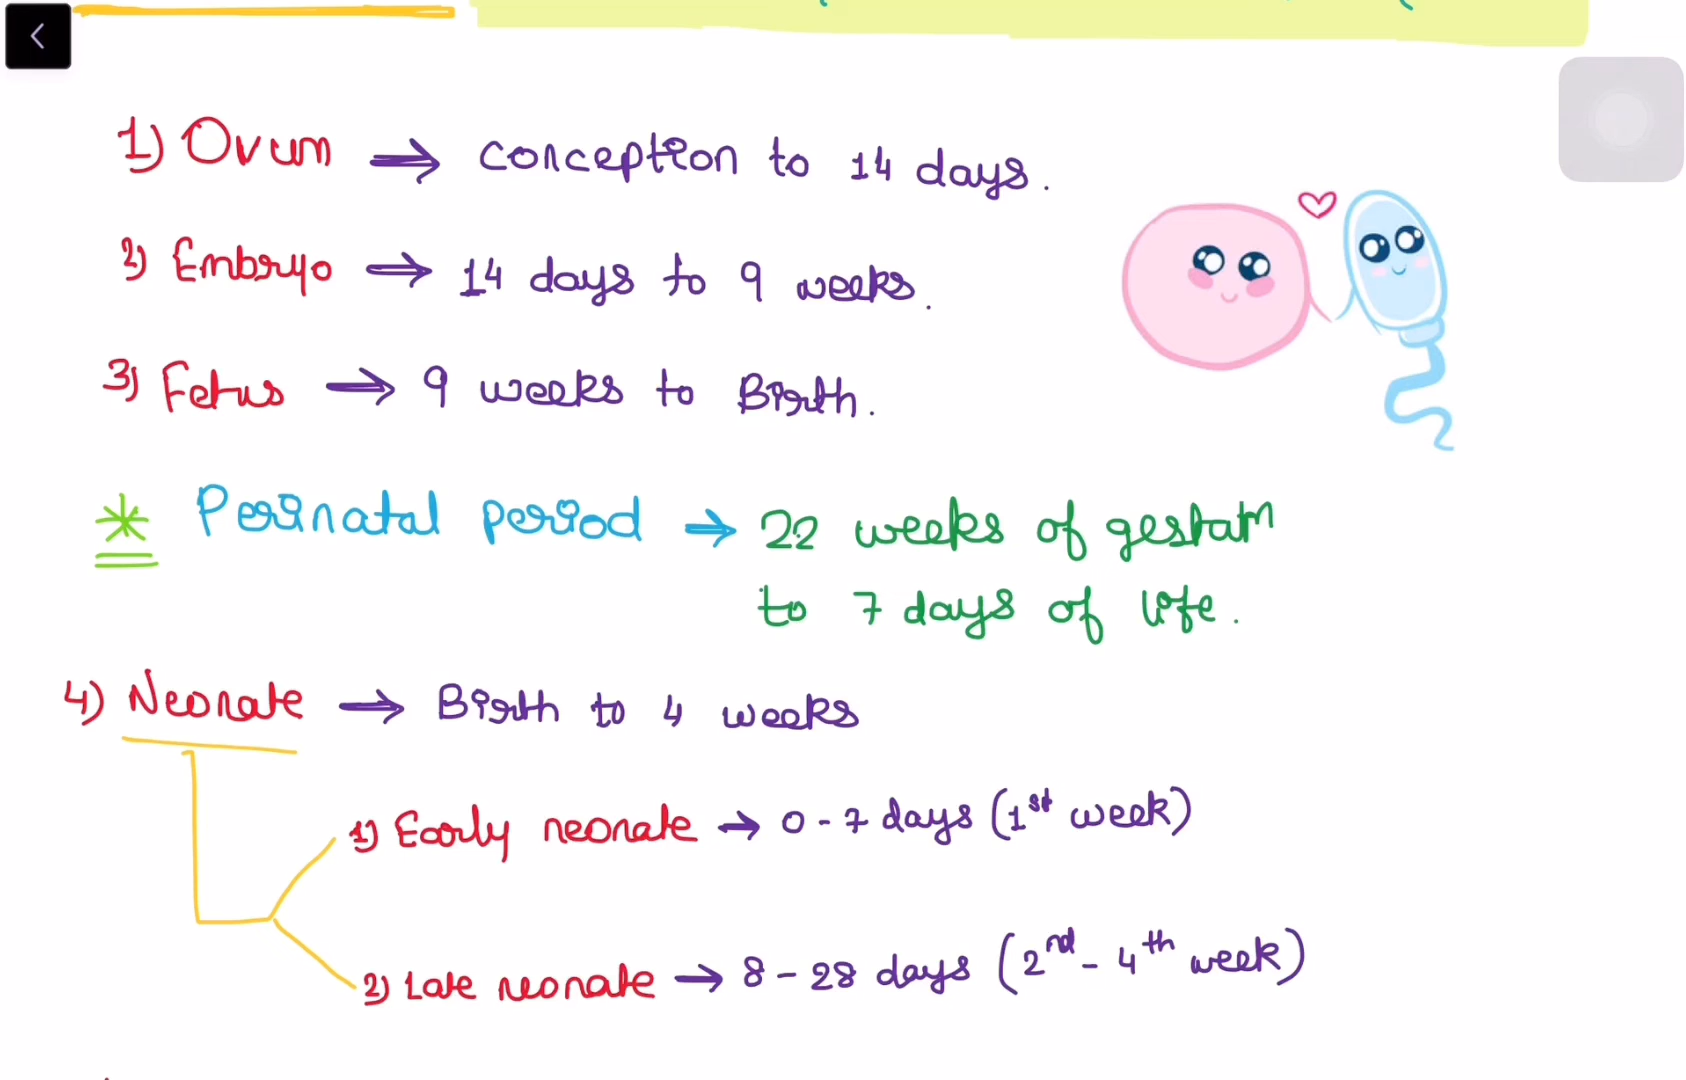 1) Ovum ⇒ conception to 14 days.
2) Embryo ⇒ 14 days to 9 weeks.
3) Fetus → 9 weeks to Birth.
* Perinatal period → 22 weeks of gestatn
to 7 days of life.
4) Neonate → Birth to 4 weeks
1) Early neonate → 0 - 7 days (1st week)
2) Late neonate → 8 - 28 days (2nd - 4th week)